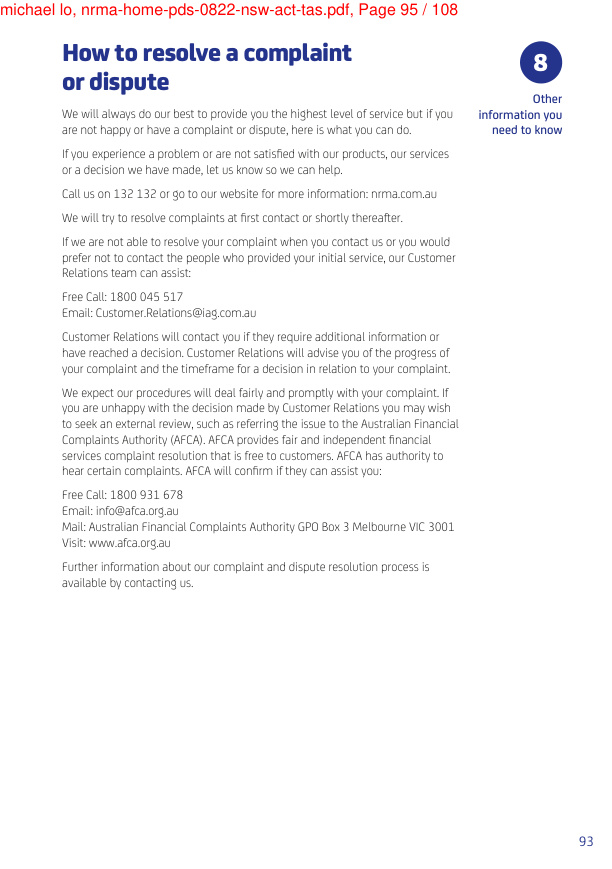 michael lo, nrma-home-pds-0822-nsw-act-tas.pdf, Page 95 / 108
How to resolve a complaint
or dispute
8
Other
information you
need to know
We will always do our best to provide you the highest level of service but if you
are not happy or have a complaint or dispute, here is what you can do.
If you experience a problem or are not satisfied with our products, our services
or a decision we have made, let us know so we can help.
Call us on 132 132 or go to our website for more information: nrma.com.au
We will try to resolve complaints at first contact or shortly thereafter.
If we are not able to resolve your complaint when you contact us or you would
prefer not to contact the people who provided your initial service, our Customer
Relations team can assist:
Free Call: 1800 045 517
Email: Customer.Relations@iag.com.au
Customer Relations will contact you if they require additional information or
have reached a decision. Customer Relations will advise you of the progress of
your complaint and the timeframe for a decision in relation to your complaint.
We expect our procedures will deal fairly and promptly with your complaint. If
you are unhappy with the decision made by Customer Relations you may wish
to seek an external review, such as referring the issue to the Australian Financial
Complaints Authority (AFCA). AFCA provides fair and independent financial
services complaint resolution that is free to customers. AFCA has authority to
hear certain complaints. AFCA will confirm if they can assist you:
Free Call: 1800 931 678
Email: info@afca.org.au
Mail: Australian Financial Complaints Authority GPO Box 3 Melbourne VIC 3001
Visit: www.afca.org.au
Further information about our complaint and dispute resolution process is
available by contacting us.
93